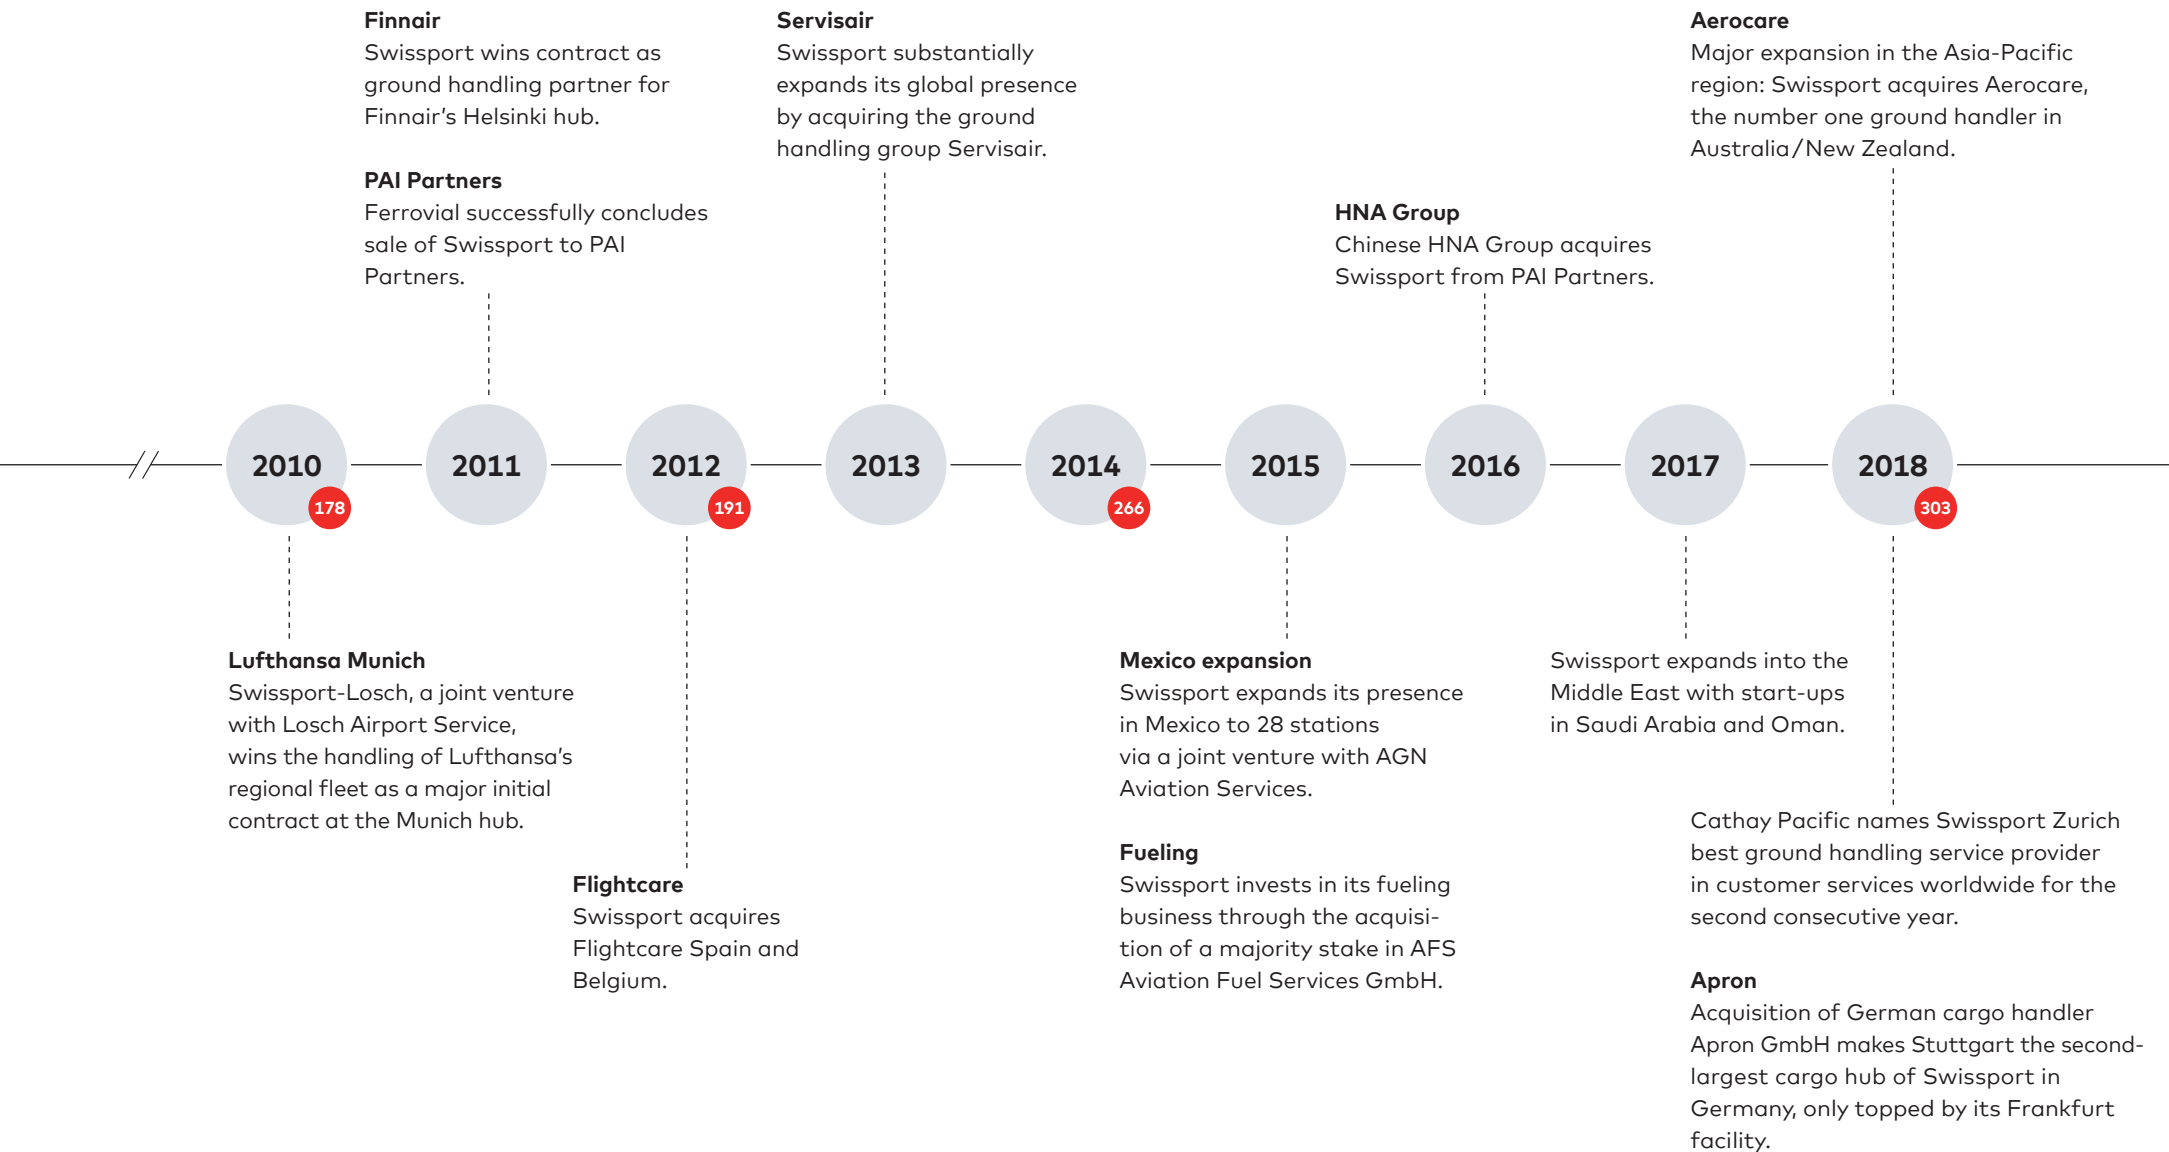 Finnair
Swissport wins contract as
ground handling partner for
Finnair's Helsinki hub.
PAI Partners
Ferrovial successfully concludes
sale of Swissport to PAI
Partners.
Servisair
Swissport substantially
expands its global presence
by acquiring the ground
handling group Servisair.
HNA Group
Chinese HNA Group acquires
Swissport from PAI Partners.
Aerocare
Major expansion in the Asia-Pacific
region: Swissport acquires Aerocare,
the number one ground handler in
Australia/New Zealand.
2010
178
2011
2012
191
2013
2014
266
2015
2016
2017
2018
303
Lufthansa Munich
Swissport-Losch, a joint venture
with Losch Airport Service,
wins the handling of Lufthansa's
regional fleet as a major initial
contract at the Munich hub.
Flightcare
Swissport acquires
Flightcare Spain and
Belgium.
Mexico expansion
Swissport expands its presence
in Mexico to 28 stations
via a joint venture with AGN
Aviation Services.
Fueling
Swissport invests in its fueling
business through the acquisi-
tion of a majority stake in AFS
Aviation Fuel Services GmbH.
Swissport expands into the
Middle East with start-ups
in Saudi Arabia and Oman.
Cathay Pacific names Swissport Zurich
best ground handling service provider
in customer services worldwide for the
second consecutive year.
Apron
Acquisition of German cargo handler
Apron GmbH makes Stuttgart the second-
largest cargo hub of Swissport in
Germany, only topped by its Frankfurt
facility.